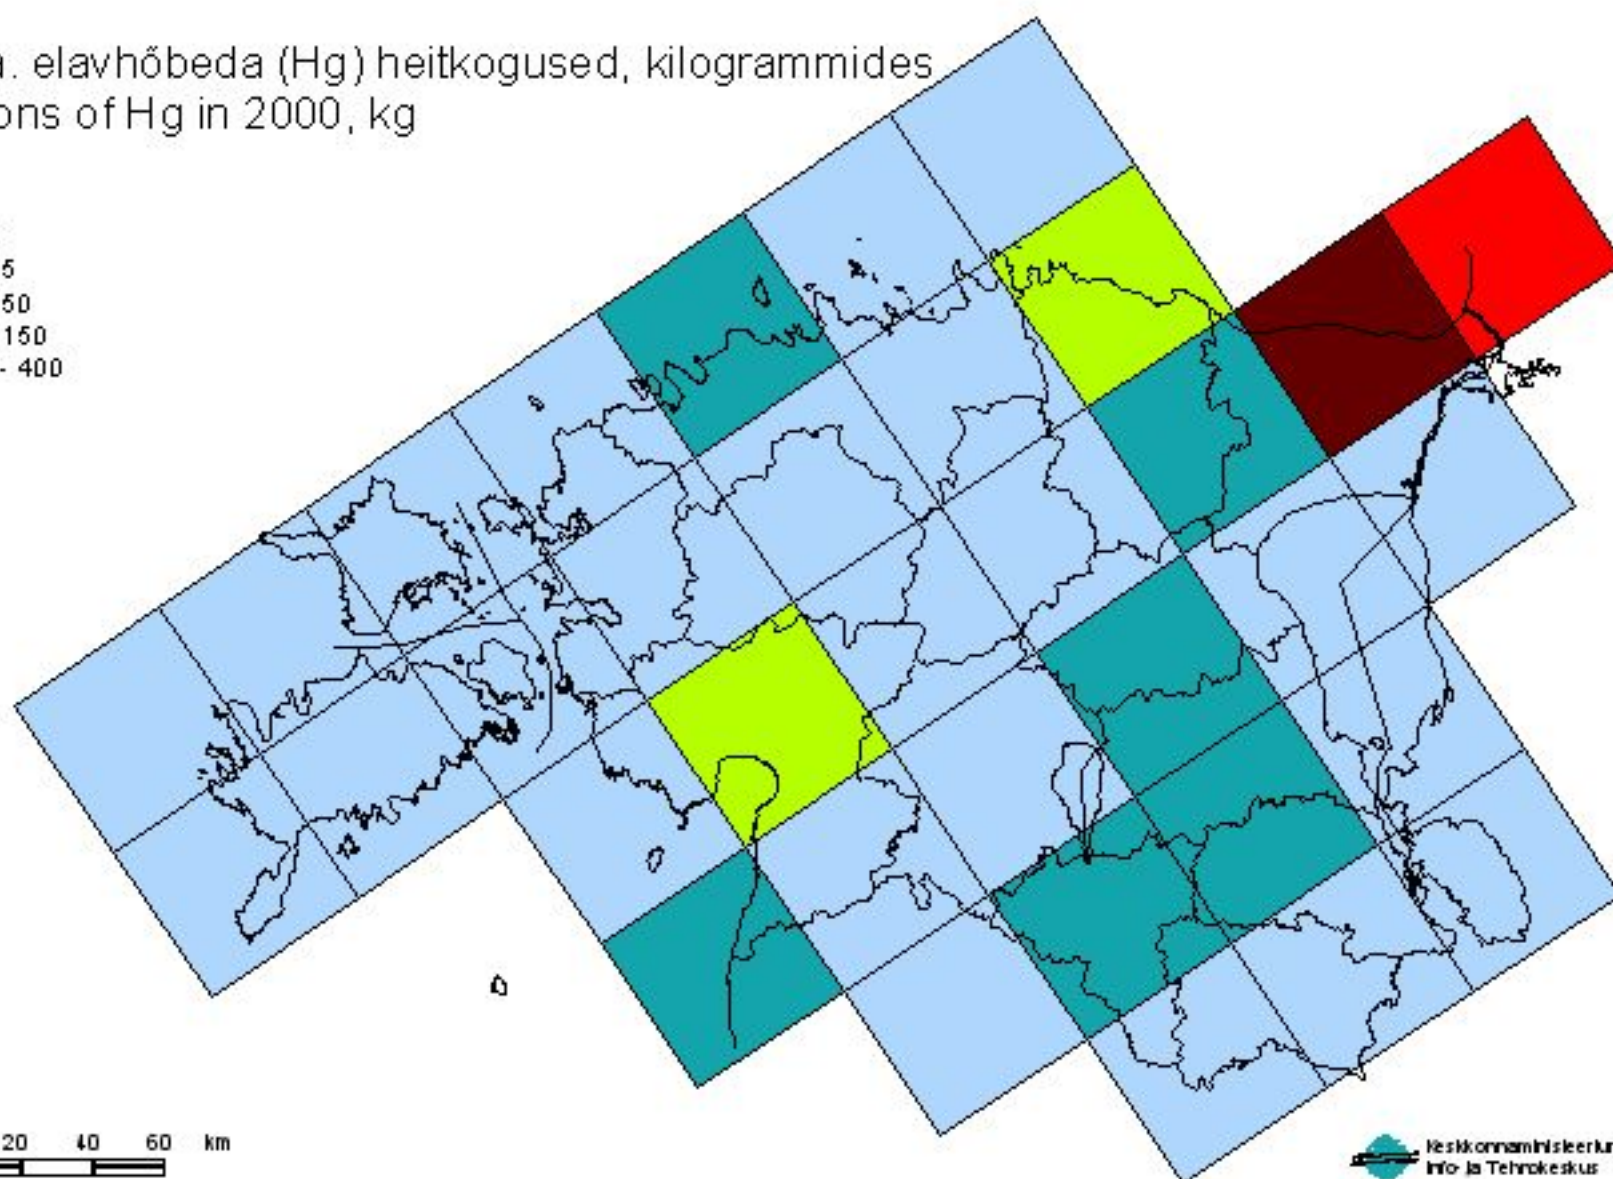 a. elavhõbeda (Hg) heitkogused, kilogrammides
ons of Hg in 2000, kg
5
50
150
- 400
20 40 60 km
Keskkonnaministeeriu
Info- ja Tehnokeskus